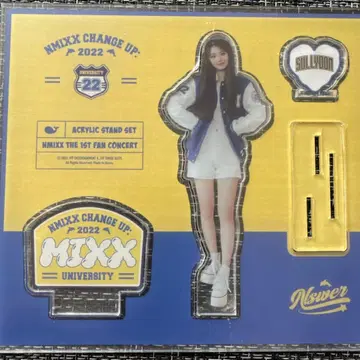 NMIXX CHANGE UP:
2022
UNIVERSITY
22
SULLYOON
ACRYLIC STAND SET
NMIXX THE 1ST FAN CONCERT
NMIXX CHANGE UP:
2022
MIXX
UNIVERSITY
NSWER